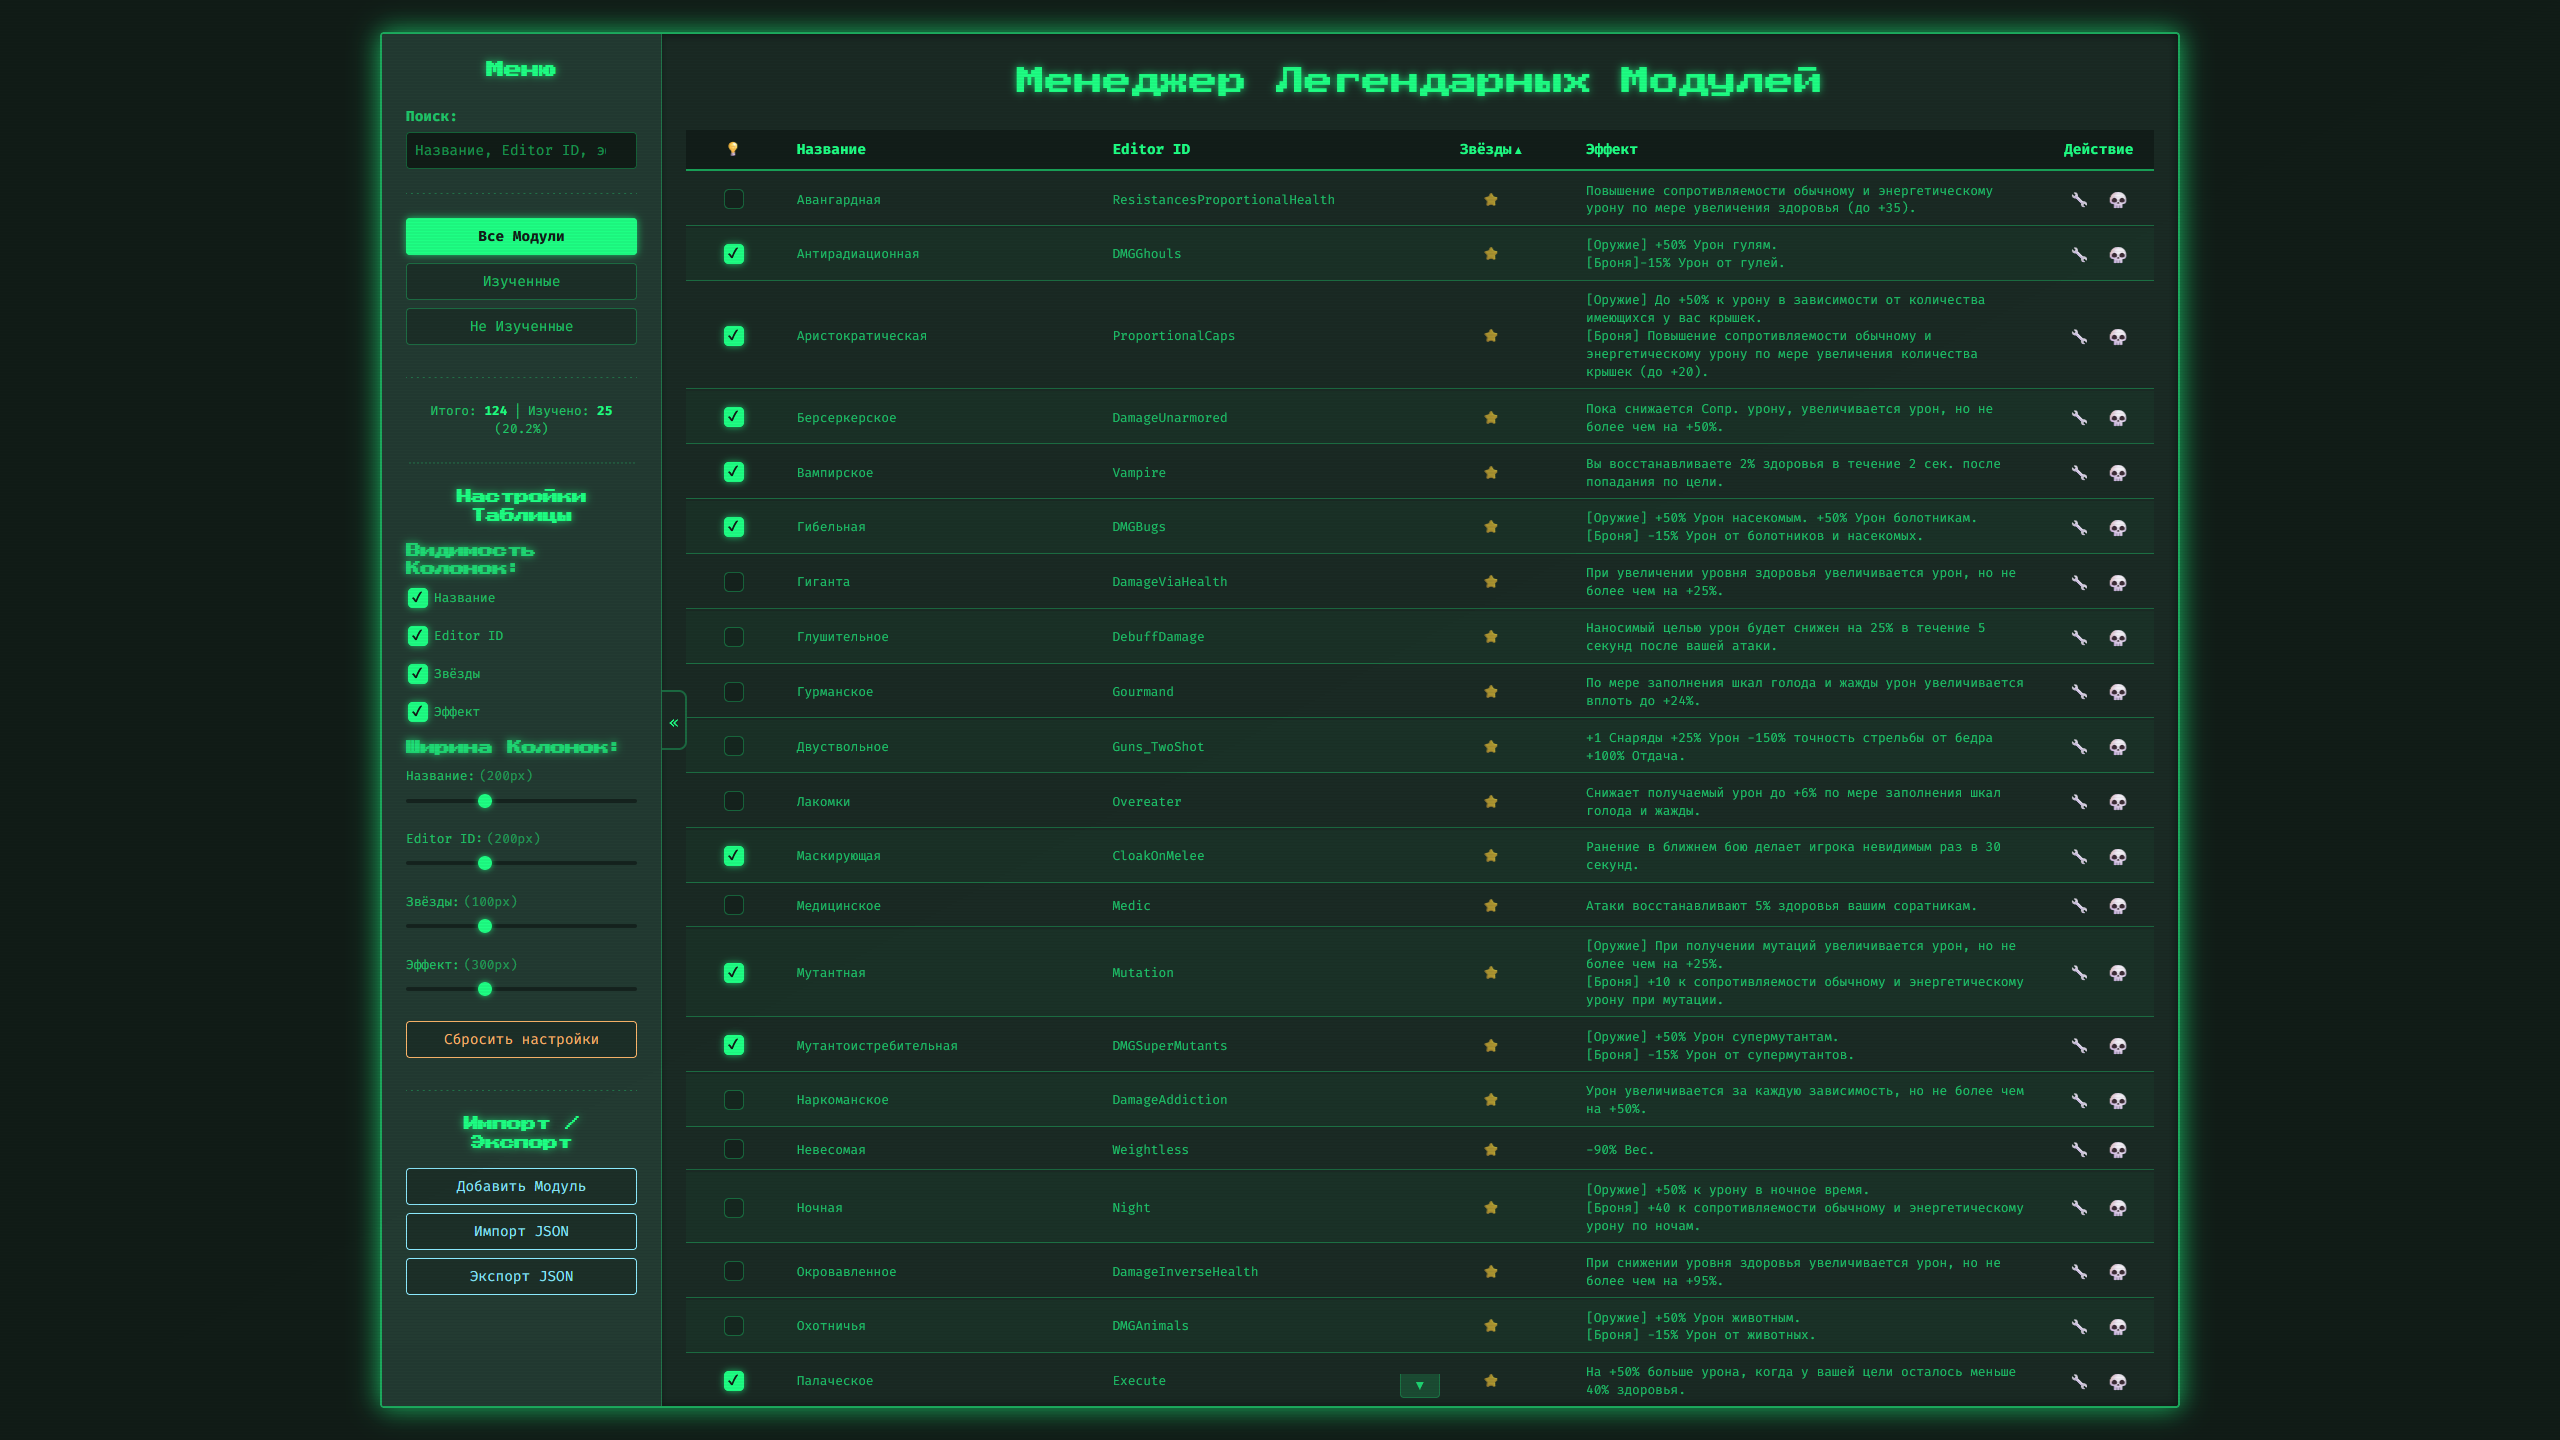 Меню
Поиск:
Название, Editor ID, э
Все Модули
Изученные
Не Изученные
Итого: 124 | Изучено: 25
(20.2%)
Настройки
Таблицы
Видимость
Колонок:
✓ Название
✓ Editor ID
✓ Звёзды
✓ Эффект
Ширина Колонок:
Название: (200px)
Editor ID: (200px)
Звёзды: (100px)
Эффект: (300px)
Сбросить настройки
Импорт /
Экспорт
Добавить Модуль
Импорт JSON
Экспорт JSON
«
Менеджер Легендарных Модулей
Название Editor ID Звёзды▲ Эффект Действие
Авангардная ResistancesProportionalHealth Повышение сопротивляемости обычному и энергетическому
урону по мере увеличения здоровья (до +35).
Антирадиационная DMGGhouls [Оружие] +50% Урон гулям.
[Броня]-15% Урон от гулей.
Аристократическая ProportionalCaps [Оружие] До +50% к урону в зависимости от количества
имеющихся у вас крышек.
[Броня] Повышение сопротивляемости обычному и
энергетическому урону по мере увеличения количества
крышек (до +20).
Берсеркерское DamageUnarmored Пока снижается Сопр. урону, увеличивается урон, но не
более чем на +50%.
Вампирское Vampire Вы восстанавливаете 2% здоровья в течение 2 сек. после
попадания по цели.
Гибельная DMGBugs [Оружие] +50% Урон насекомым. +50% Урон болотникам.
[Броня] -15% Урон от болотников и насекомых.
Гиганта DamageViaHealth При увеличении уровня здоровья увеличивается урон, но не
более чем на +25%.
Глушительное DebuffDamage Наносимый целью урон будет снижен на 25% в течение 5
секунд после вашей атаки.
Гурманское Gourmand По мере заполнения шкал голода и жажды урон увеличивается
вплоть до +24%.
Двуствольное Guns_TwoShot +1 Снаряды +25% Урон -150% точность стрельбы от бедра
+100% Отдача.
Лакомки Overeater Снижает получаемый урон до +6% по мере заполнения шкал
голода и жажды.
Маскирующая CloakOnMelee Ранение в ближнем бою делает игрока невидимым раз в 30
секунд.
Медицинское Medic Атаки восстанавливают 5% здоровья вашим соратникам.
Мутантная Mutation [Оружие] При получении мутаций увеличивается урон, но не
более чем на +25%.
[Броня] +10 к сопротивляемости обычному и энергетическому
урону при мутации.
Мутантоистребительная DMGSuperMutants [Оружие] +50% Урон супермутантам.
[Броня] -15% Урон от супермутантов.
Наркоманское DamageAddiction Урон увеличивается за каждую зависимость, но не более чем
на +50%.
Невесомая Weightless -90% Вес.
Ночная Night [Оружие] +50% к урону в ночное время.
[Броня] +40 к сопротивляемости обычному и энергетическому
урону по ночам.
Окровавленное DamageInverseHealth При снижении уровня здоровья увеличивается урон, но не
более чем на +95%.
Охотничья DMGAnimals [Оружие] +50% Урон животным.
[Броня] -15% Урон от животных.
Палаческое Execute На +50% больше урона, когда у вашей цели осталось меньше
40% здоровья.
▼